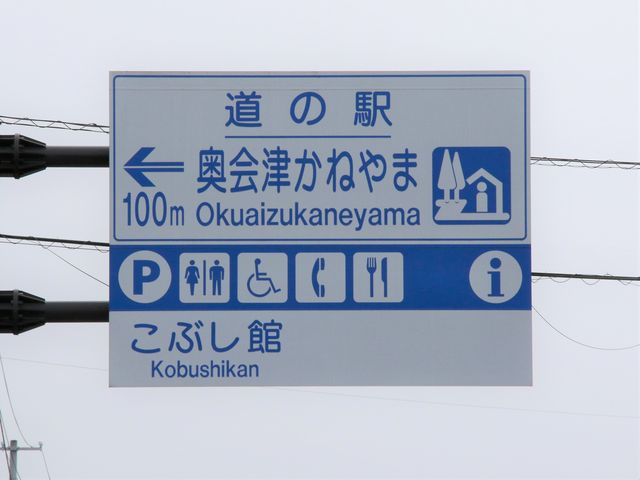 道の駅
奥会津かねやま
100m Okuaizukaneyama
P i
こぶし館
Kobushikan